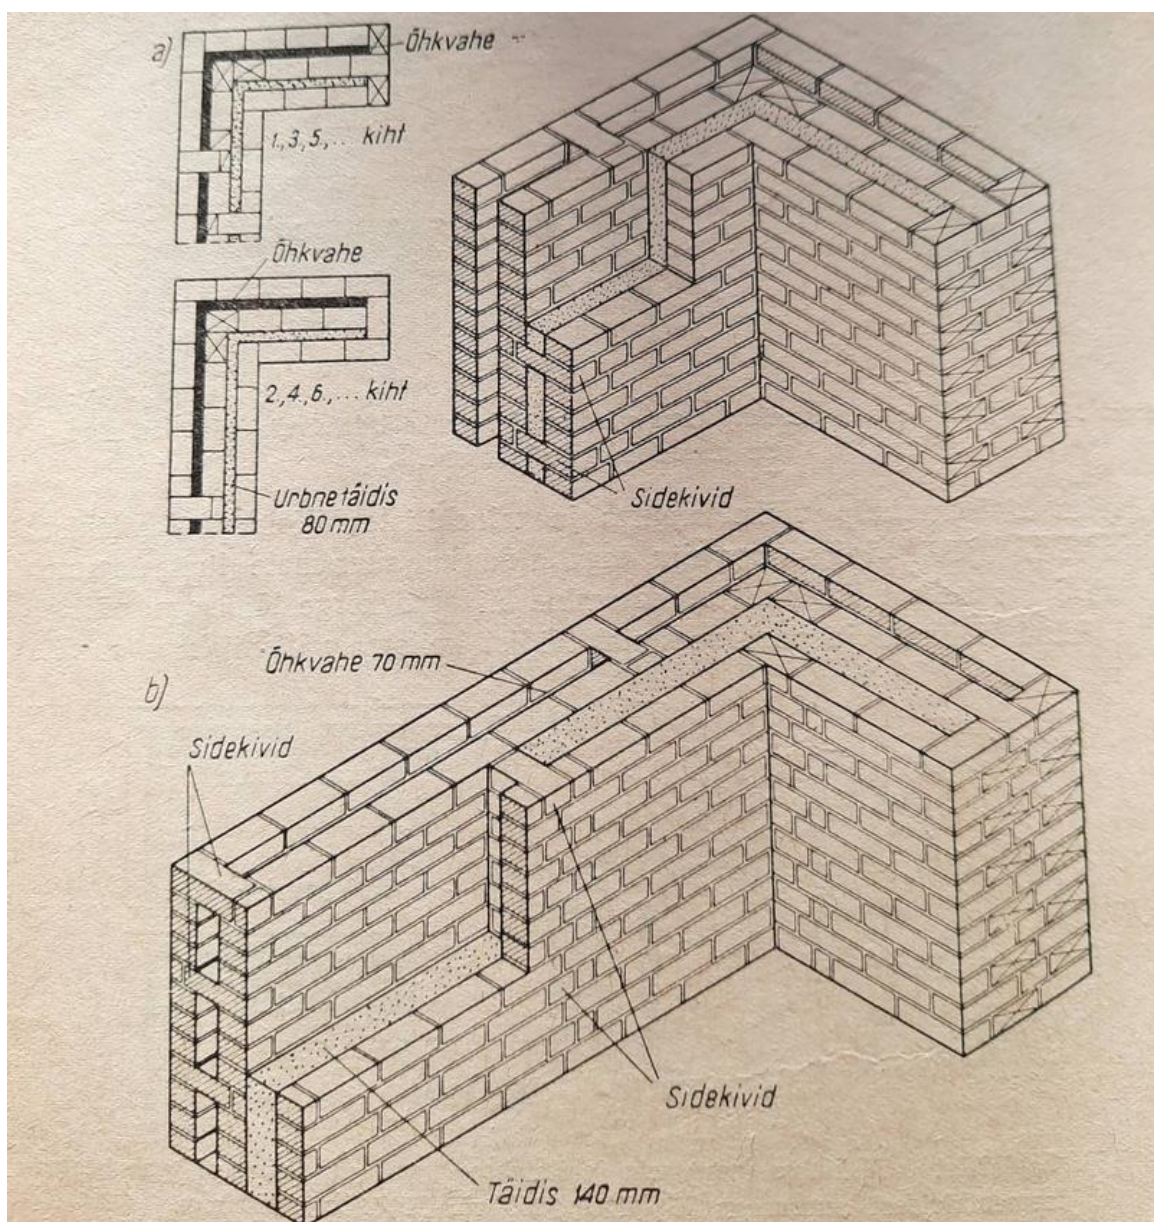 a)
Õhkvahe
1., 3., 5., ... kiht
Õhkvahe
2., 4., 6., ... kiht
Urbne täidis
80 mm
Sidekivid
Õhkvahe 70 mm
b)
Sidekivid
Sidekivid
Täidis 140 mm